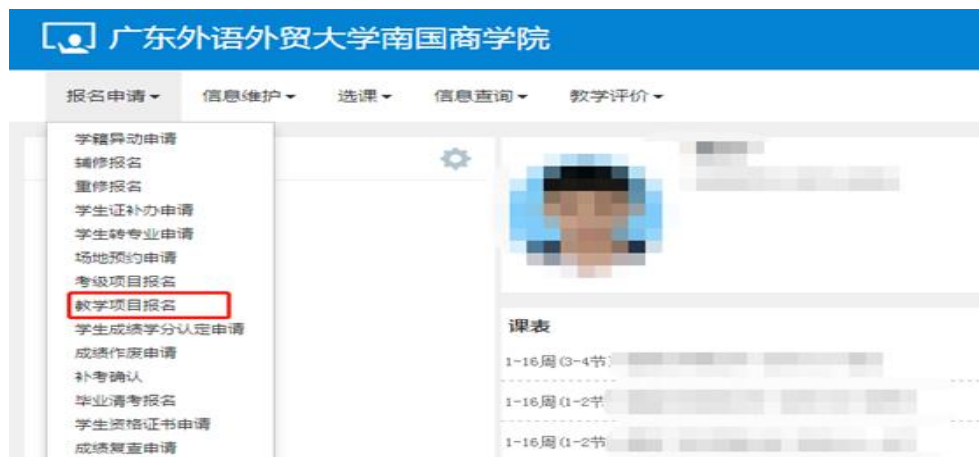 广东外语外贸大学南国商学院
报名申请 信息维护 选课 信息查询 教学评价
学籍异动申请
辅修报名
重修报名
学生证补办申请
学生转专业申请
场地预约申请
考级项目报名
教学项目报名
学生成绩学分认定申请
成绩作废申请
补考确认
毕业清考报名
学生资格证书申请
成绩复查申请
课表
1-16周(3-4节)
1-16周(1-2节
1-16周(1-2节